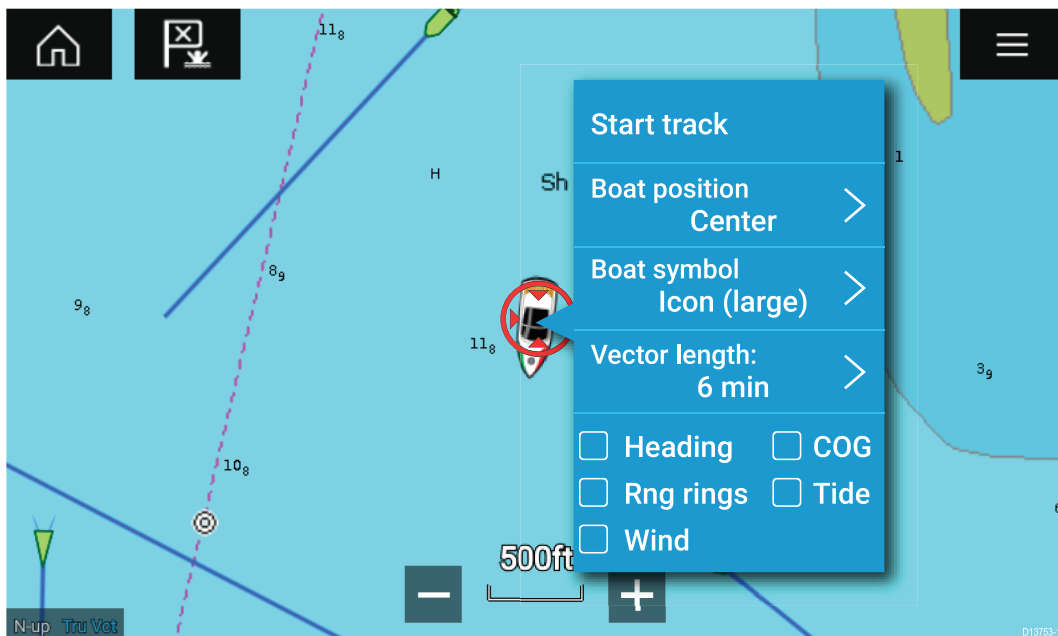 11₈
H
Sh
1
Start track
Boat position
Center
Boat symbol
Icon (large)
Vector length:
6 min
Heading
COG
Rng rings
Tide
Wind
8₉
9₈
11₈
3₉
10₈
6
500ft
N-up Tru Vct